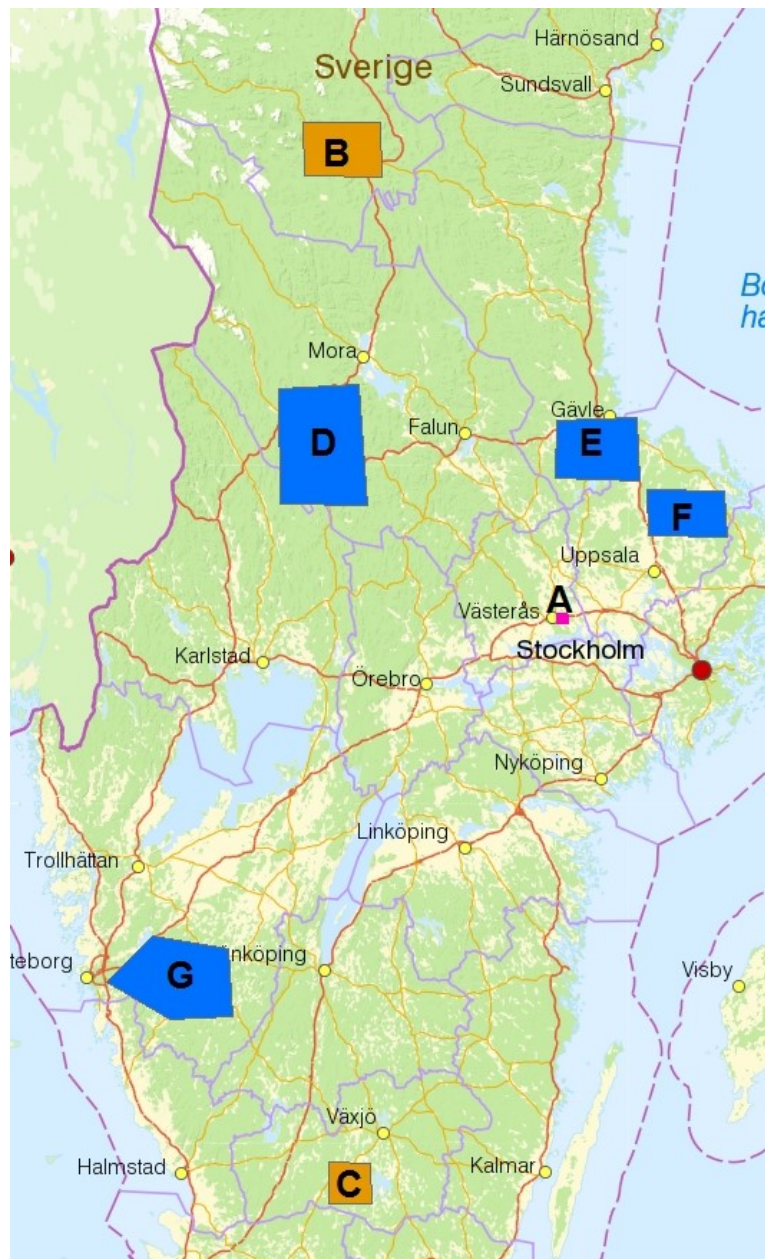 Härnösand
Sverige
Sundsvall
B
Bo
ha
Mora
Gävle
Falun
D
E
F
Uppsala
A
Västerås
Stockholm
Karlstad
Örebro
Nyköping
Linköping
Trollhättan
nköping
teborg
G
Visby
Växjö
Halmstad
C
Kalmar